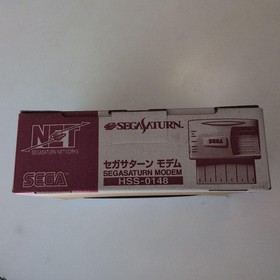 NET
SEGASATURN NETWORKS
SEGA
SEGASATURN
セガサターン モデム
SEGASATURN MODEM
HSS-0148
SEGA